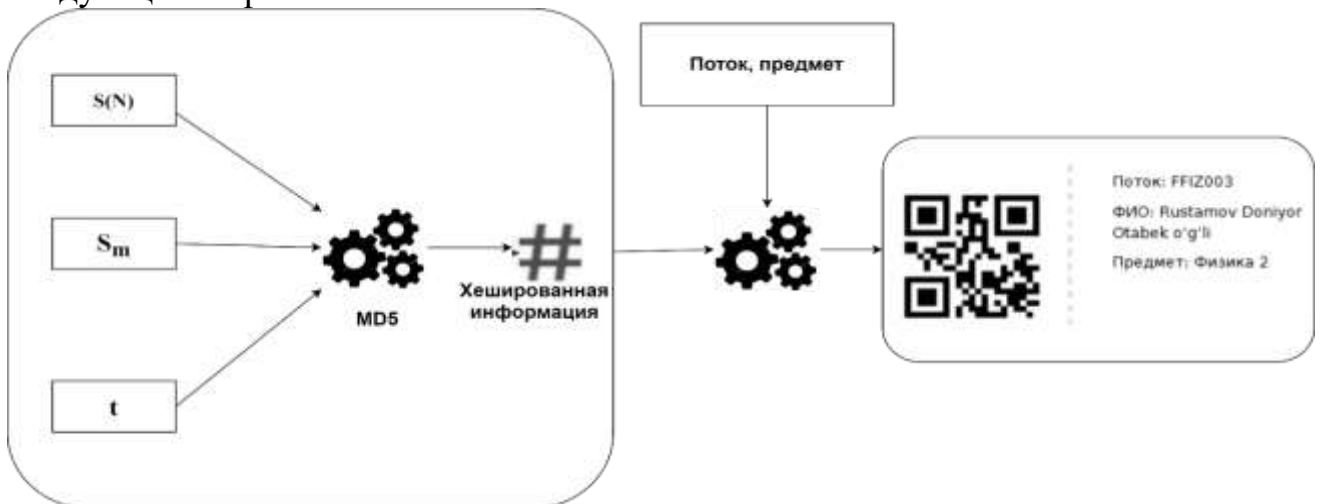 S(N)
Sm
t
MD5
Хешированная
информация
Поток, предмет
Поток: FFIZ003
ФИО: Rustamov Doniyor
Otabek o'g'li
Предмет: Физика 2